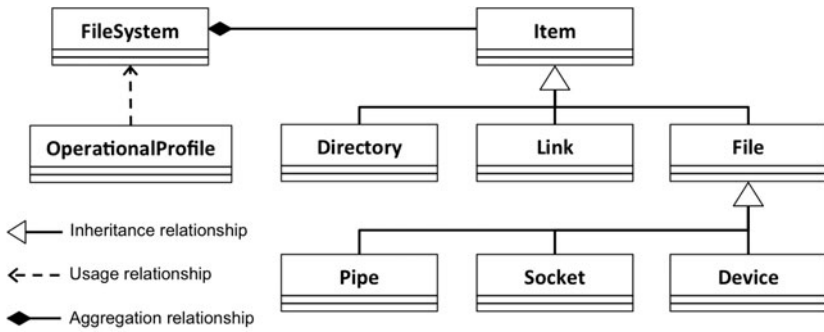 FileSystem
Item
OperationalProfile
Directory
Link
File
Inheritance relationship
Usage relationship
Aggregation relationship
Pipe
Socket
Device